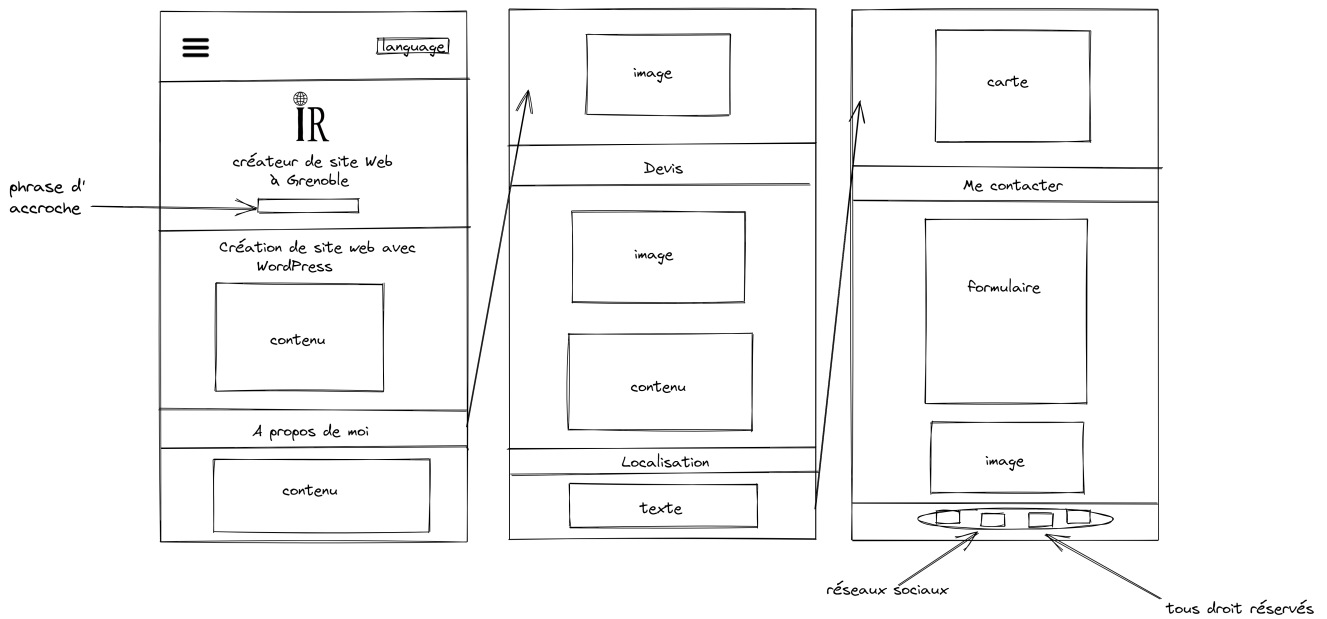 phrase d'
accroche
language
IR
créateur de site Web
à Grenoble
Création de site web avec
WordPress
contenu
A propos de moi
contenu
image
Devis
image
contenu
Localisation
texte
carte
Me contacter
formulaire
image
réseaux sociaux
tous droit réservés